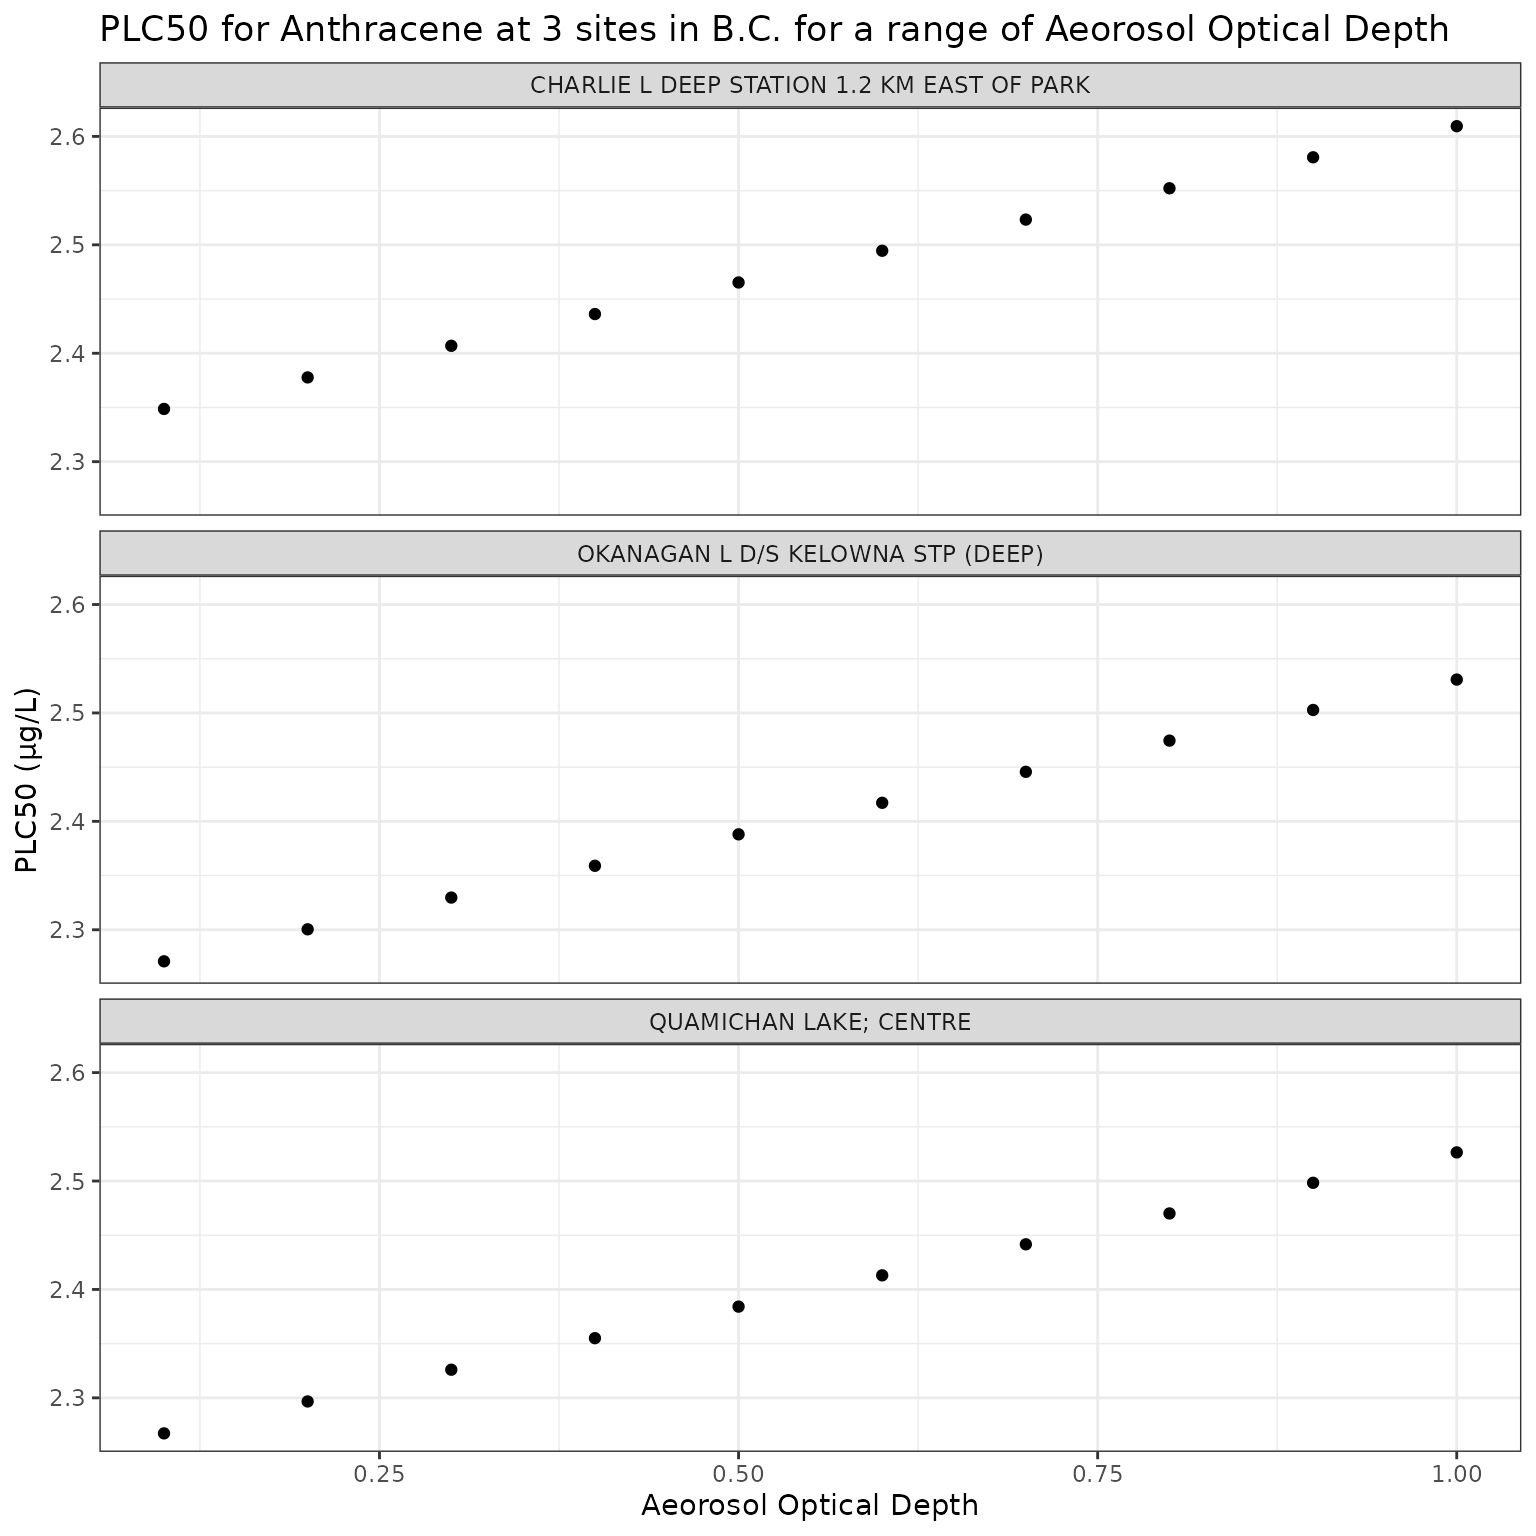 PLC50 for Anthracene at 3 sites in B.C. for a range of Aeorosol Optical Depth
CHARLIE L DEEP STATION 1.2 KM EAST OF PARK
2.6
2.5
2.4
2.3
OKANAGAN L D/S KELOWNA STP (DEEP)
2.6
2.5
2.4
2.3
PLC50 (µg/L)
QUAMICHAN LAKE; CENTRE
2.6
2.5
2.4
2.3
0.25 0.50 0.75 1.00
Aeorosol Optical Depth